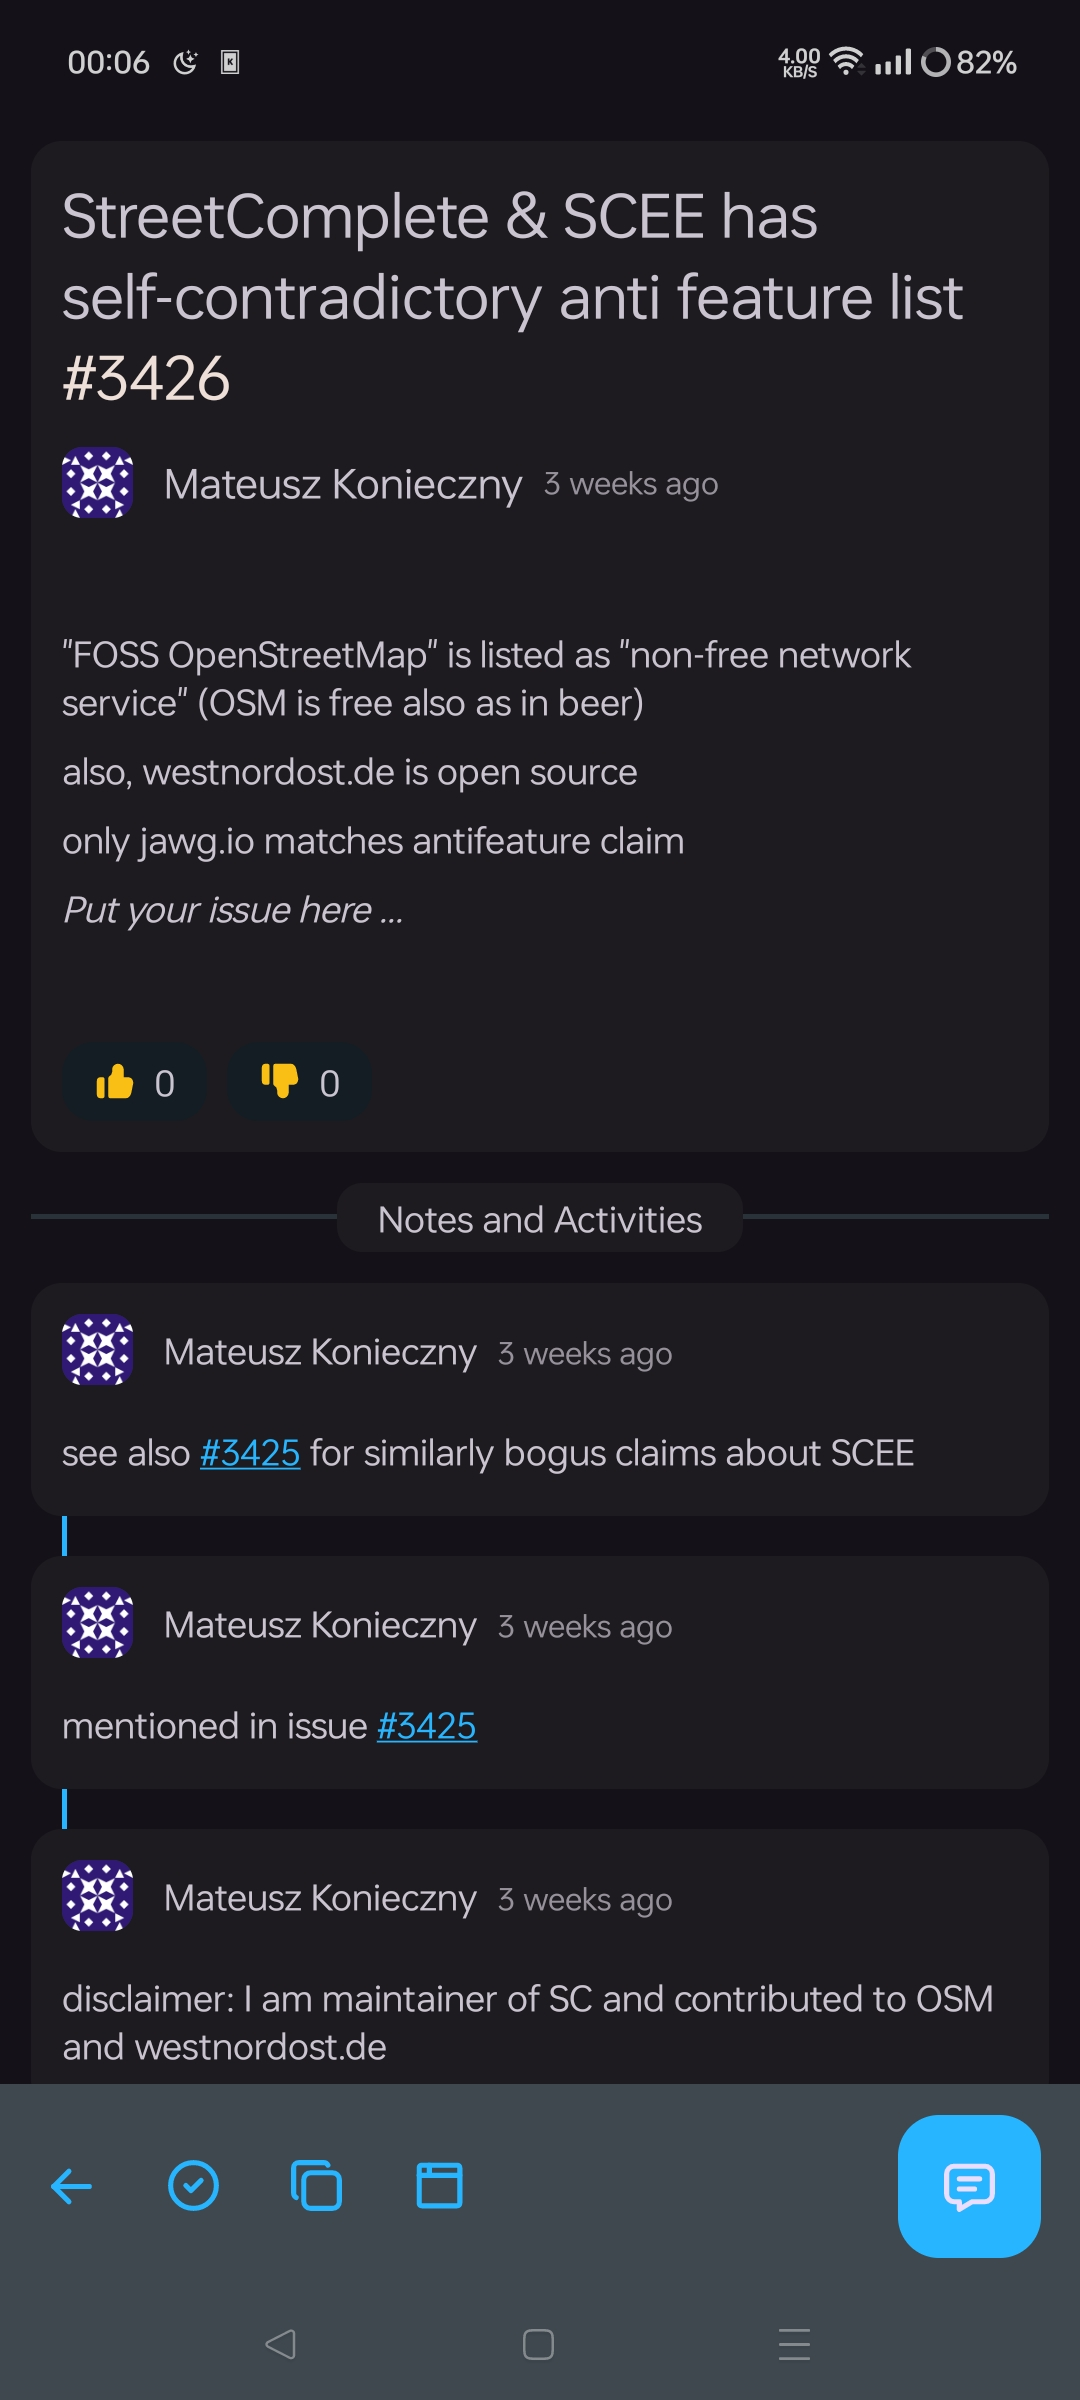 00:06
4.00 KB/S
82%
StreetComplete & SCEE has
self-contradictory anti feature list
#3426
Mateusz Konieczny 3 weeks ago
"FOSS OpenStreetMap" is listed as "non-free network
service" (OSM is free also as in beer)
also, westnordost.de is open source
only jawg.io matches antifeature claim
Put your issue here ...
0 0
Notes and Activities
Mateusz Konieczny 3 weeks ago
see also #3425 for similarly bogus claims about SCEE
Mateusz Konieczny 3 weeks ago
mentioned in issue #3425
Mateusz Konieczny 3 weeks ago
disclaimer: I am maintainer of SC and contributed to OSM
and westnordost.de